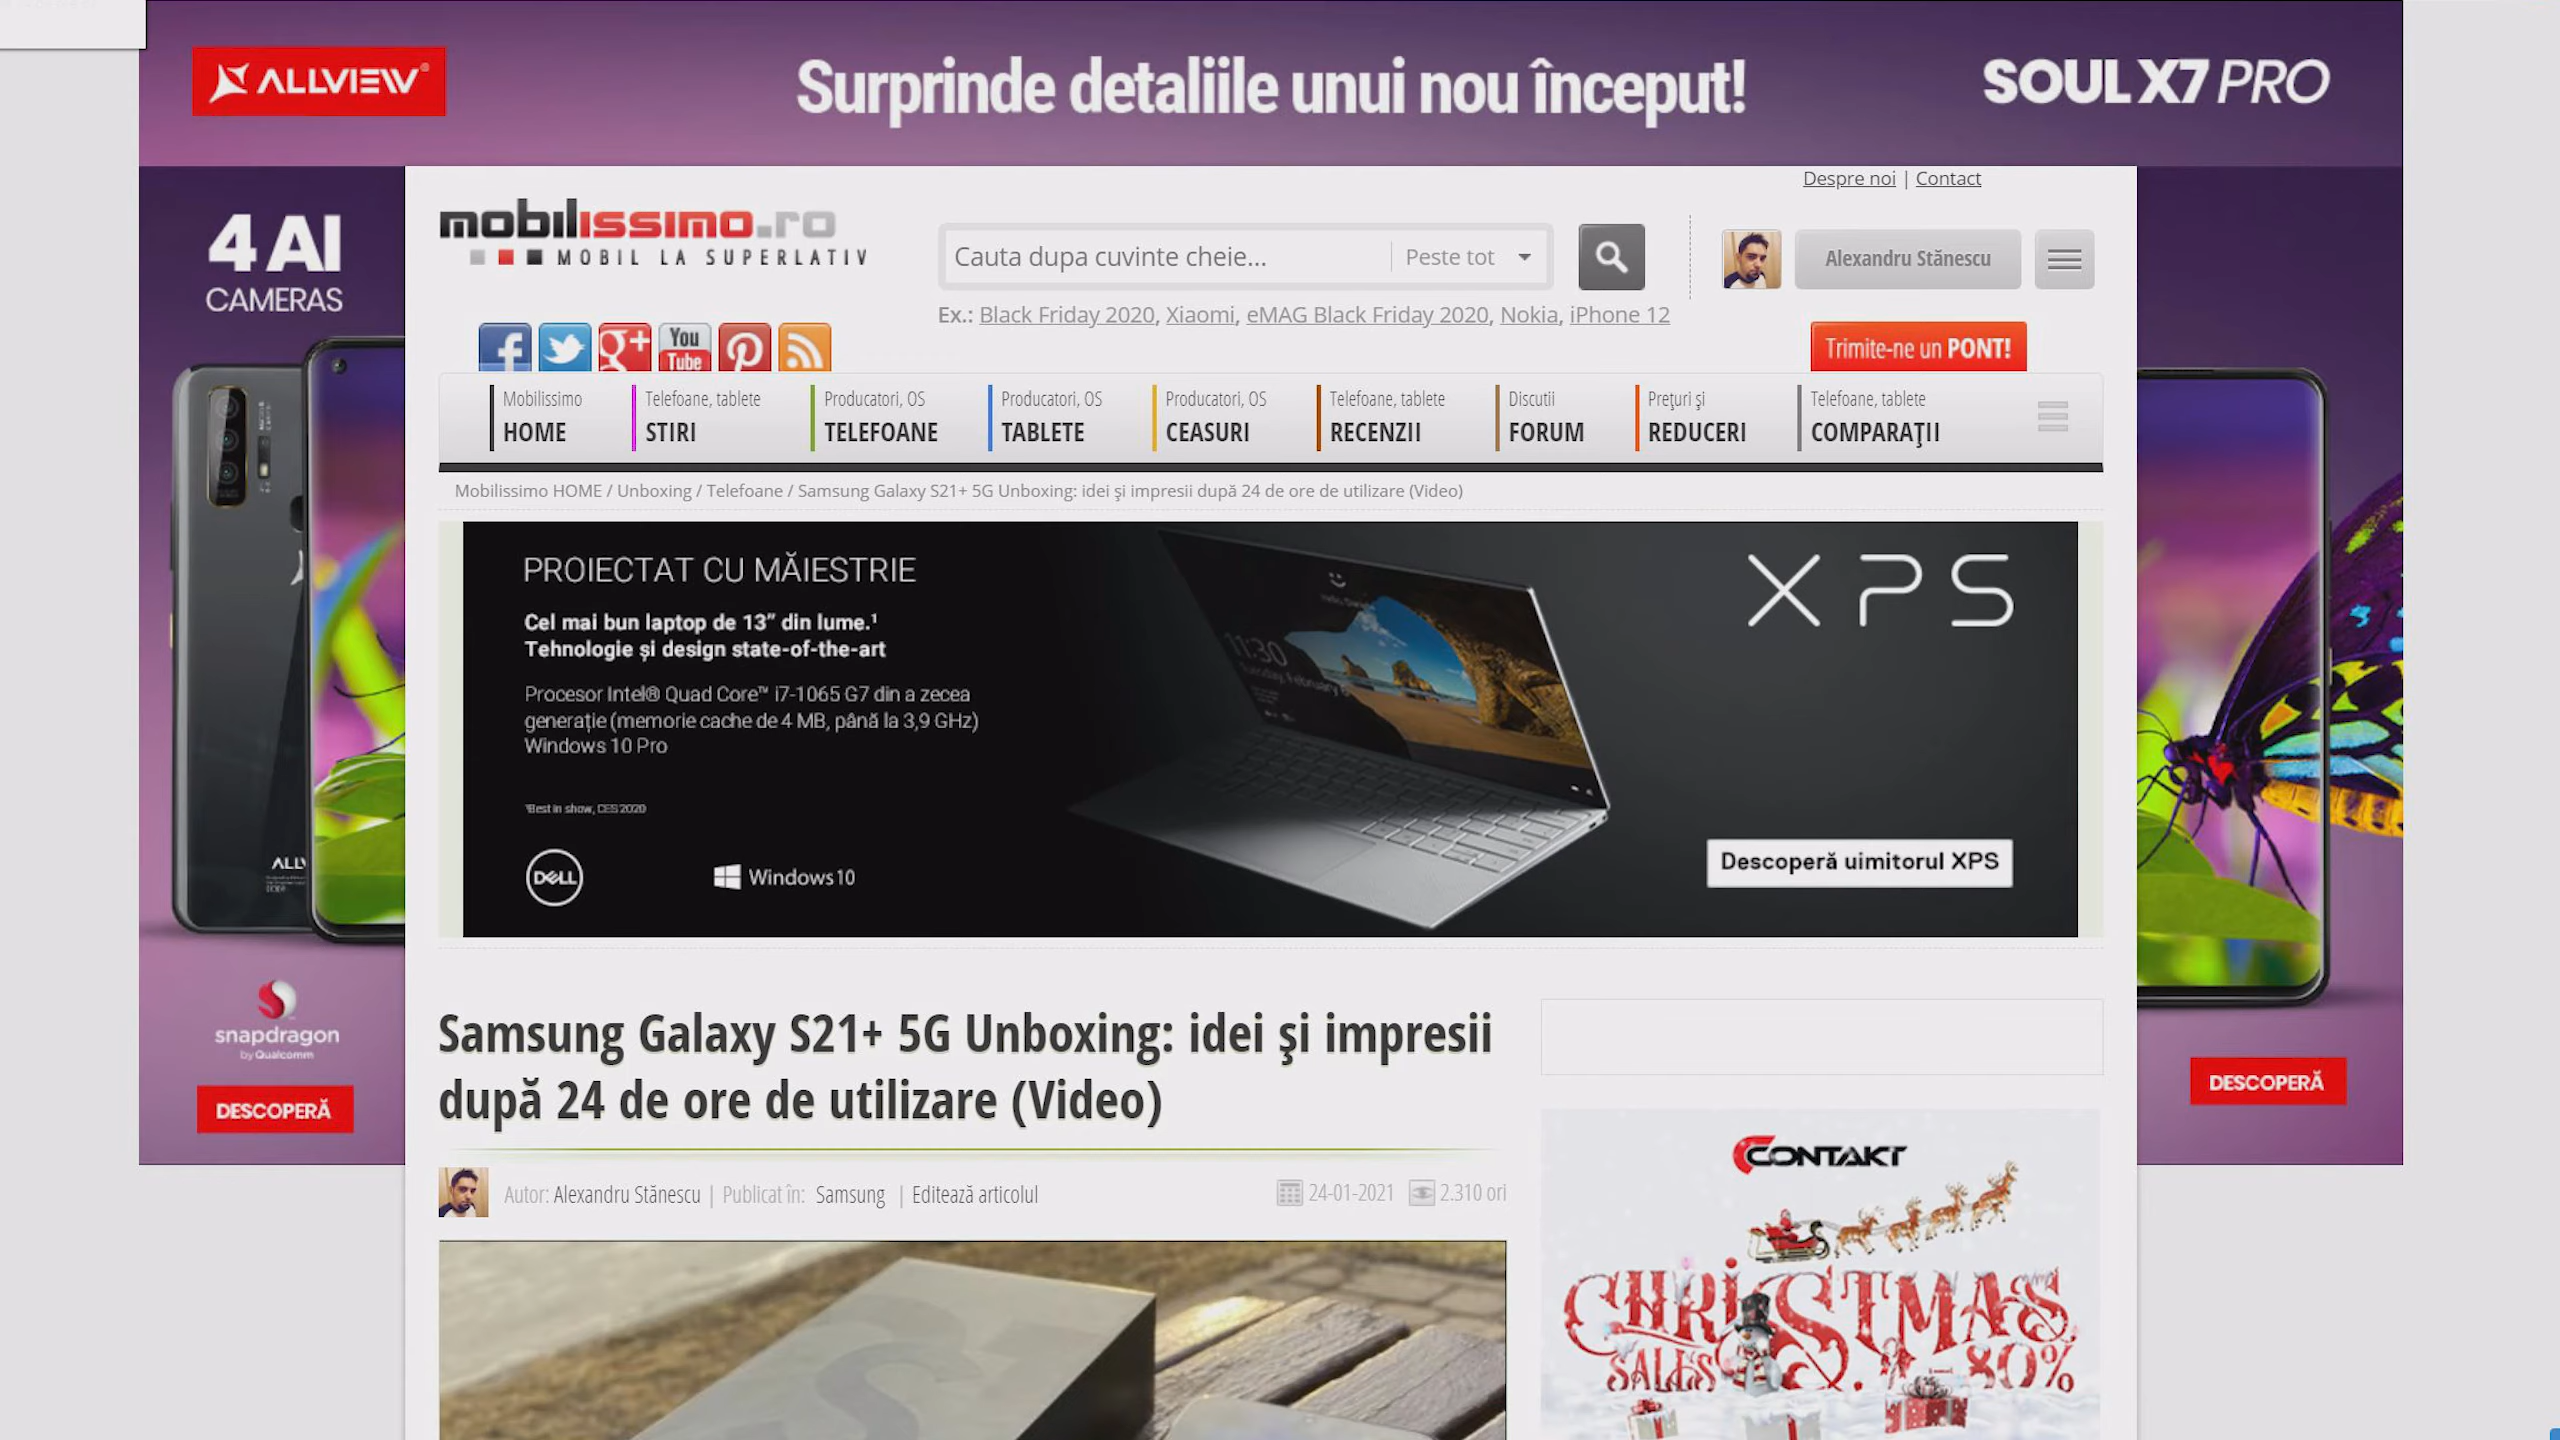 ALLVIEW®
Surprinde detaliile unui nou început!
SOUL X7 PRO
4 AI
CAMERAS
Despre noi | Contact
mobilissimo.ro
MOBIL LA SUPERLATIV
Cauta dupa cuvinte cheie...
Peste tot
Alexandru Stănescu
Ex.: Black Friday 2020, Xiaomi, eMAG Black Friday 2020, Nokia, iPhone 12
You
Tube
Trimite-ne un PONT!
Mobilissimo
HOME
Telefoane, tablete
STIRI
Producatori, OS
TELEFOANE
Producatori, OS
TABLETE
Producatori, OS
CEASURI
Telefoane, tablete
RECENZII
Discutii
FORUM
Preţuri şi
REDUCERI
Telefoane, tablete
COMPARAŢII
Mobilissimo HOME / Unboxing / Telefoane / Samsung Galaxy S21+ 5G Unboxing: idei şi impresii după 24 de ore de utilizare (Video)
PROIECTAT CU MĂIESTRIE
XPS
Cel mai bun laptop de 13” din lume.¹
Tehnologie și design state-of-the-art
Procesor Intel® Quad Core™ i7-1065 G7 din a zecea
generație (memorie cache de 4 MB, până la 3,9 GHz)
Windows 10 Pro
¹Best in show, CES 2020
11:30
DELL
Windows 10
Descoperă uimitorul XPS
snapdragon
by Qualcomm
DESCOPERĂ
DESCOPERĂ
Samsung Galaxy S21+ 5G Unboxing: idei şi impresii
după 24 de ore de utilizare (Video)
Autor: Alexandru Stănescu | Publicat în: Samsung | Editează articolul
24-01-2021
2.310 ori
CONTAKT
CHRISTMAS
SALES
-80%